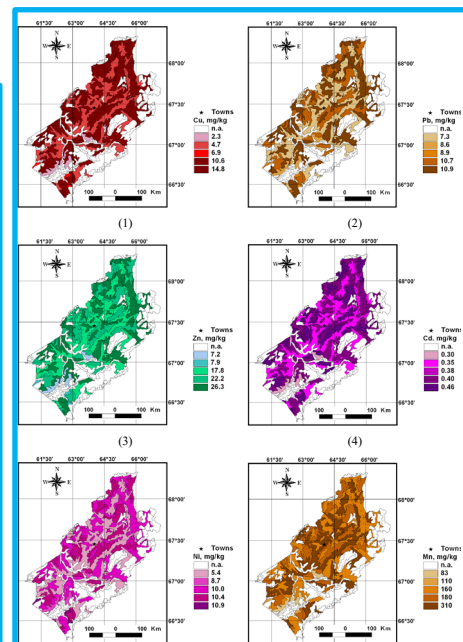 61°30' 63°00' 64°30' 66°00'
N
W E
S
68°00'
67°30'
67°00'
66°30'
★ Towns
Cu, mg/kg
n.a.
2.3
4.7
6.9
10.6
14.8
100 0 100 Km
(1)
61°30' 63°00' 64°30' 66°00'
N
W E
S
68°00'
67°30'
67°00'
66°30'
★ Towns
Pb, mg/kg
n.a.
7.3
8.6
8.9
10.7
10.9
100 0 100 Km
(2)
61°30' 63°00' 64°30' 66°00'
N
W E
S
68°00'
67°30'
67°00'
66°30'
★ Towns
Zn, mg/kg
n.a.
7.2
7.9
17.8
22.2
26.3
100 0 100 Km
(3)
61°30' 63°00' 64°30' 66°00'
N
W E
S
68°00'
67°30'
67°00'
66°30'
★ Towns
Cd, mg/kg
n.a.
0.30
0.35
0.38
0.40
0.46
100 0 100 Km
(4)
61°30' 63°00' 64°30' 66°00'
N
W E
S
68°00'
67°30'
67°00'
66°30'
★ Towns
Ni, mg/kg
n.a.
5.4
8.7
10.0
10.4
10.9
100 0 100 Km
61°30' 63°00' 64°30' 66°00'
N
W E
S
68°00'
67°30'
67°00'
66°30'
★ Towns
Mn, mg/kg
n.a.
83
110
160
180
310
100 0 100 Km